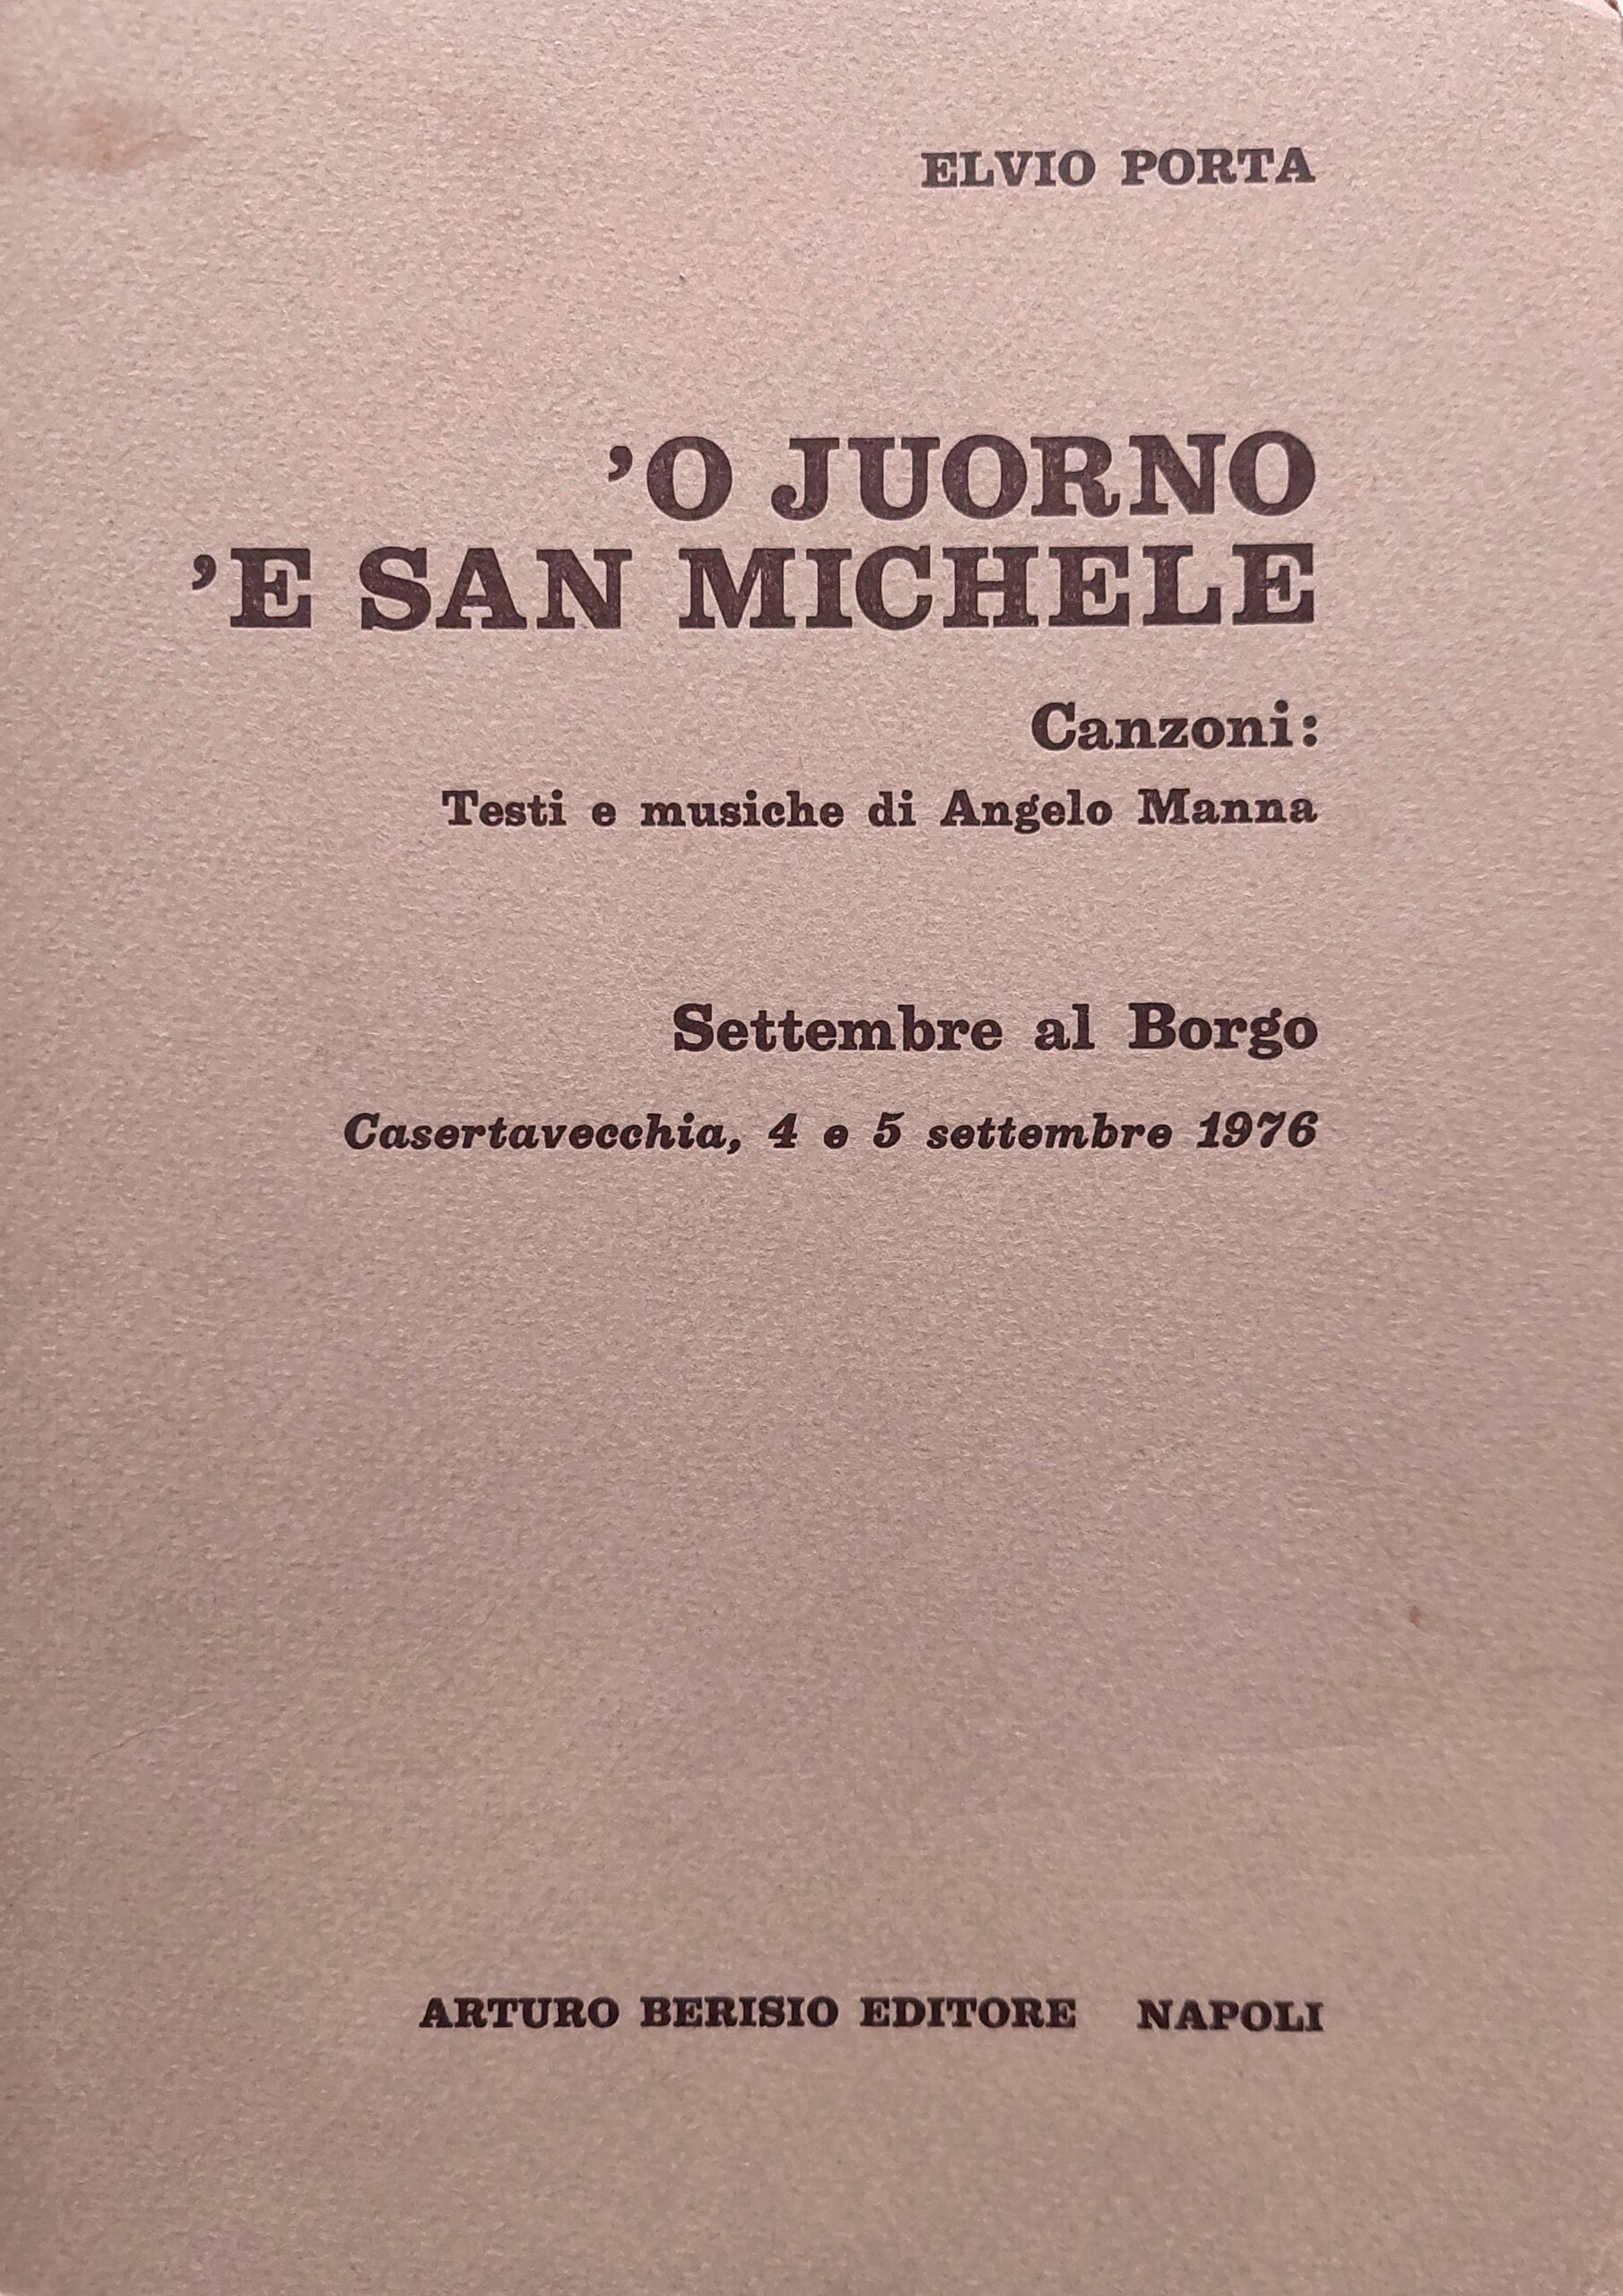 ELVIO PORTA
’O JUORNO
’E SAN MICHELE
Canzoni:
Testi e musiche di Angelo Manna
Settembre al Borgo
Casertavecchia, 4 e 5 settembre 1976
ARTURO BERISIO EDITORE NAPOLI